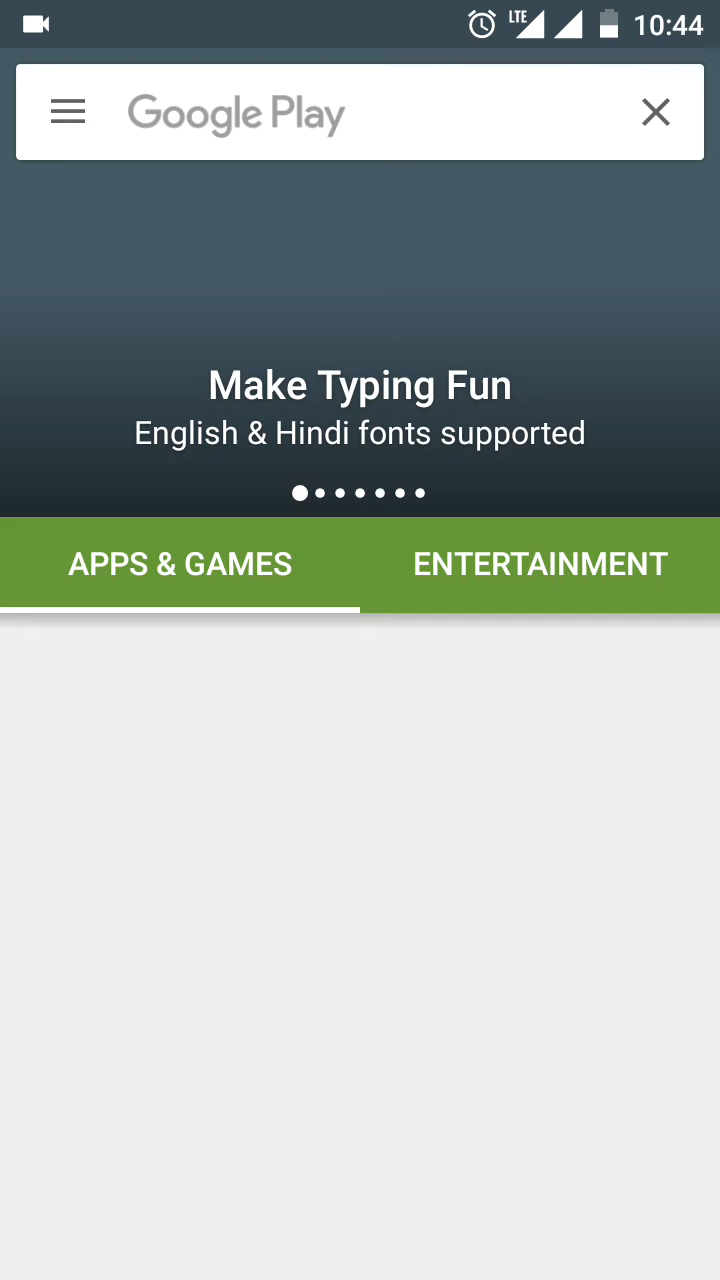 LTE 10:44
Google Play
Make Typing Fun
English & Hindi fonts supported
APPS & GAMES
ENTERTAINMENT